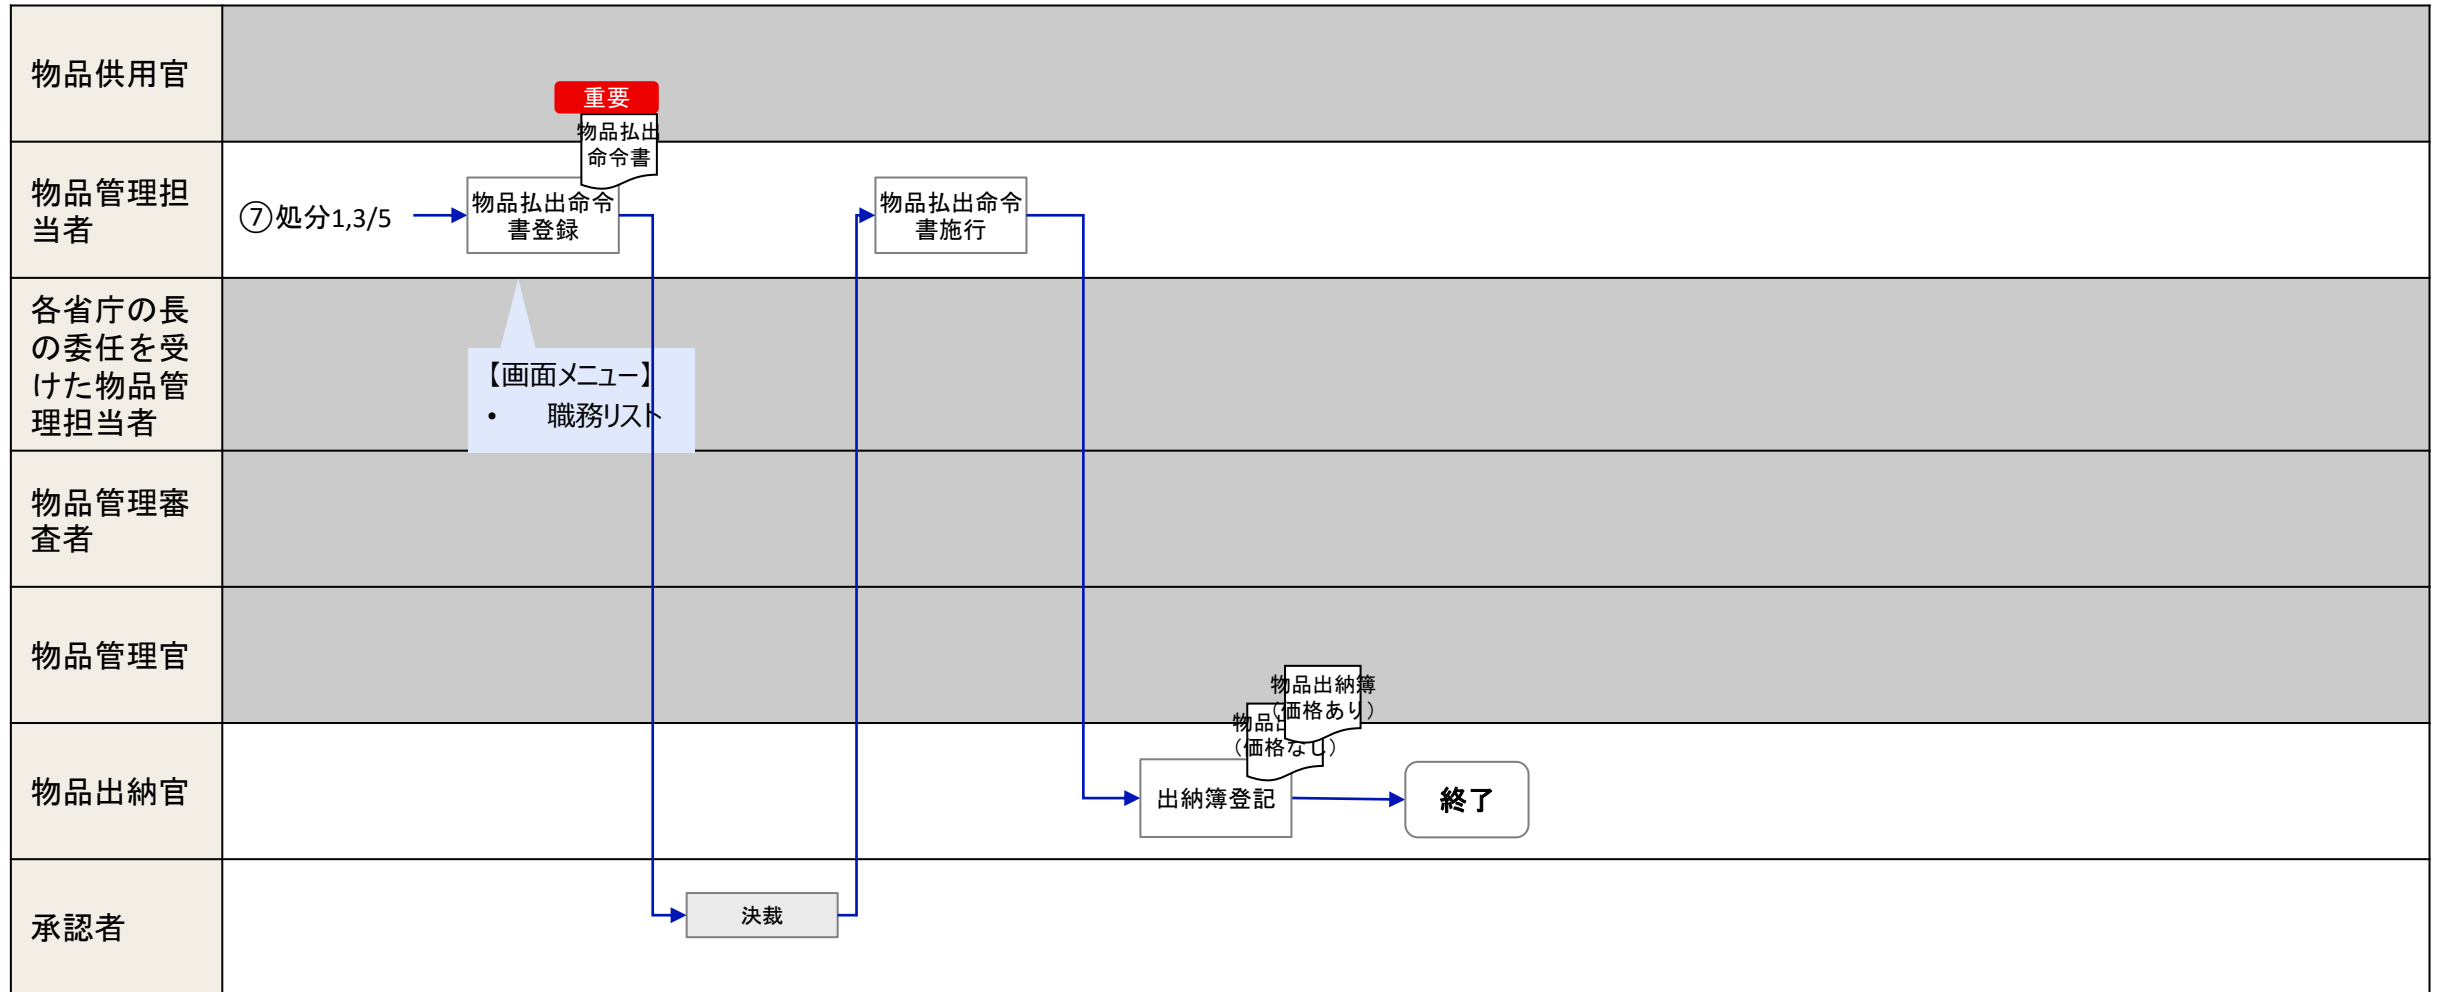 物品供用官
重要
物品払出
命令書
物品管理担
当者
⑦処分1,3/5
物品払出命令
書登録
物品払出命令
書施行
各省庁の長
の委任を受
けた物品管
理担当者
【画面メニュー】
• 職務リスト
物品管理審
査者
物品管理官
物品出納簿
（価格あり）
物品出
（価格なし）
物品出納官
出納簿登記
終了
承認者
決裁